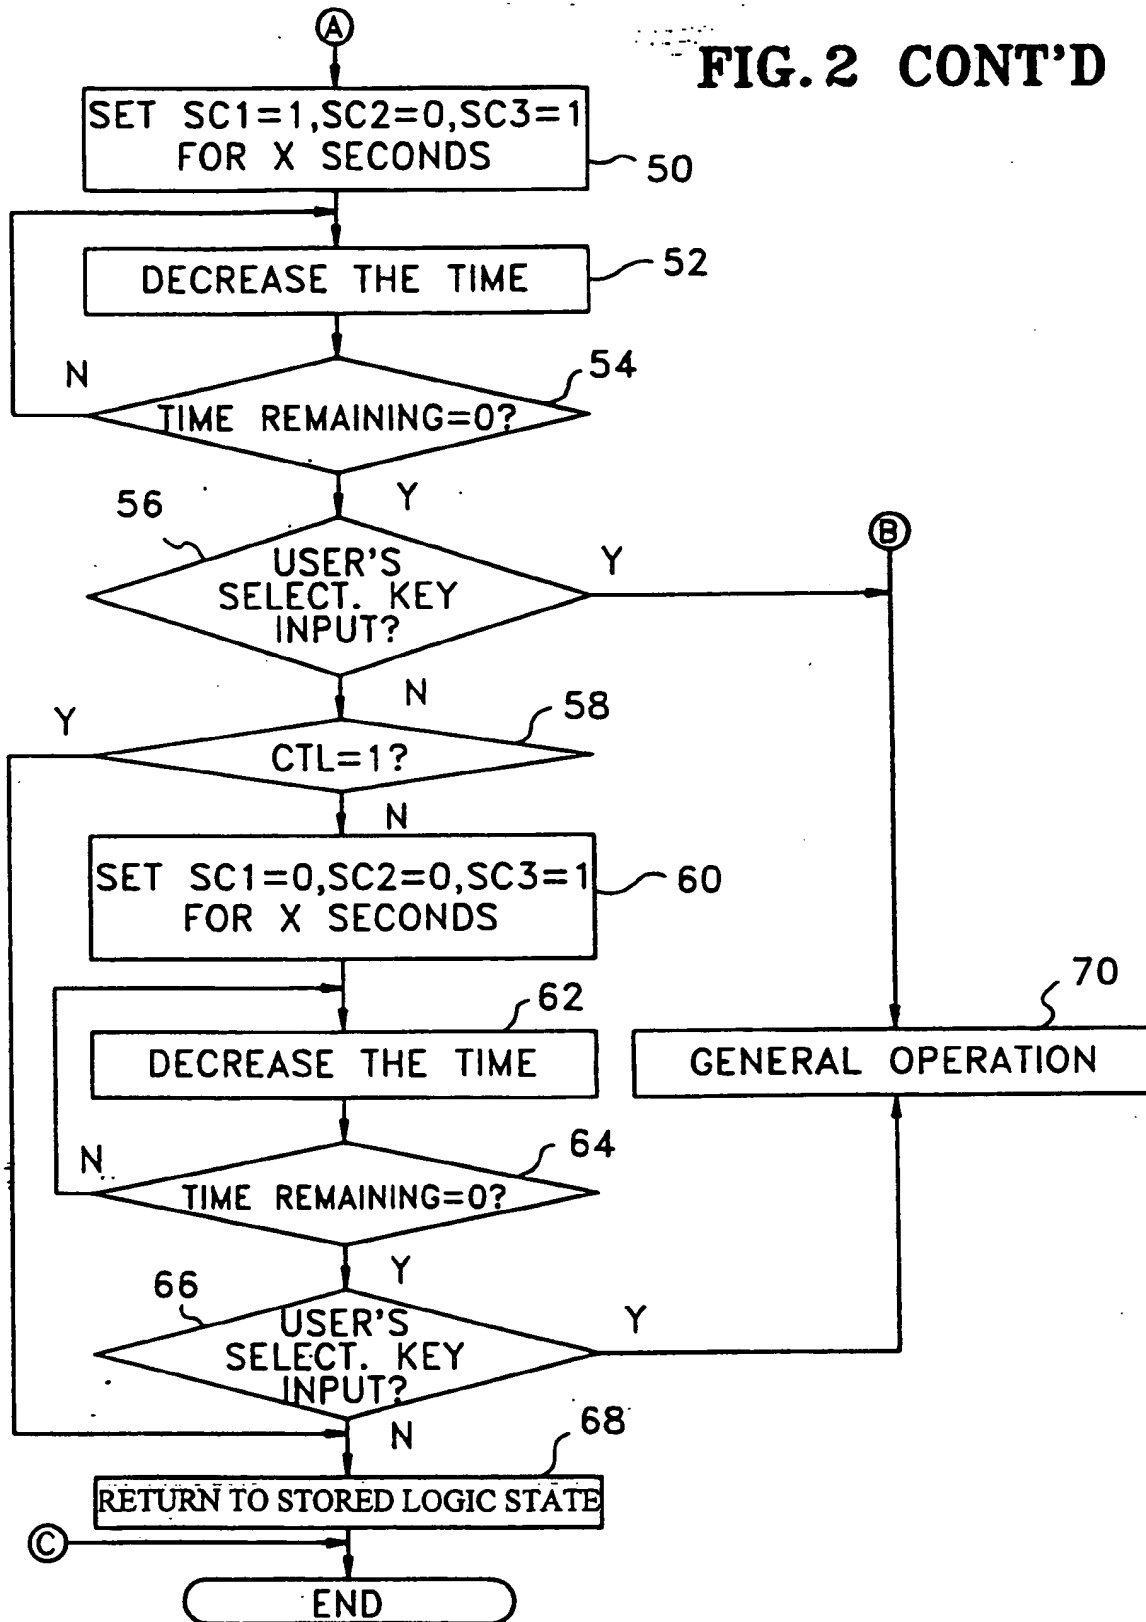 A
FIG. 2 CONT'D
SET SC1=1,SC2=0,SC3=1
FOR X SECONDS
50
DECREASE THE TIME
52
N
54
TIME REMAINING=0?
Y
56
USER'S
SELECT. KEY
INPUT?
Y
B
N
Y
58
CTL=1?
N
SET SC1=0,SC2=0,SC3=1
FOR X SECONDS
60
62
DECREASE THE TIME
70
GENERAL OPERATION
N
64
TIME REMAINING=0?
Y
66
USER'S
SELECT. KEY
INPUT?
Y
N
68
RETURN TO STORED LOGIC STATE
C
END